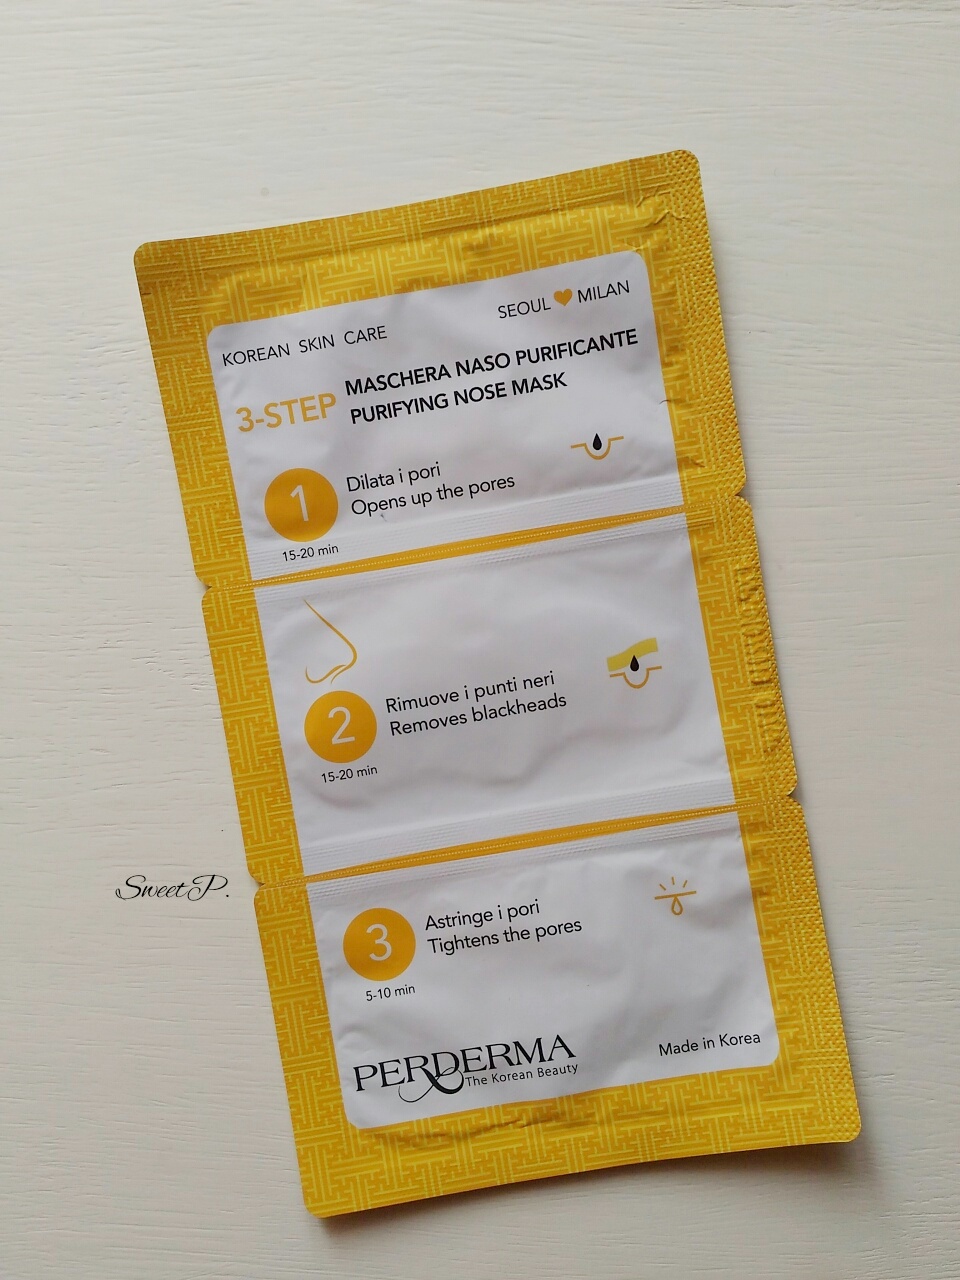 KOREAN SKIN CARE
SEOUL MILAN
3-STEP
MASCHERA NASO PURIFICANTE
PURIFYING NOSE MASK
1
Dilata i pori
Opens up the pores
15-20 min
2
Rimuove i punti neri
Removes blackheads
15-20 min
Sweet P.
3
Astringe i pori
Tightens the pores
5-10 min
PERDERMA
The Korean Beauty
Made in Korea